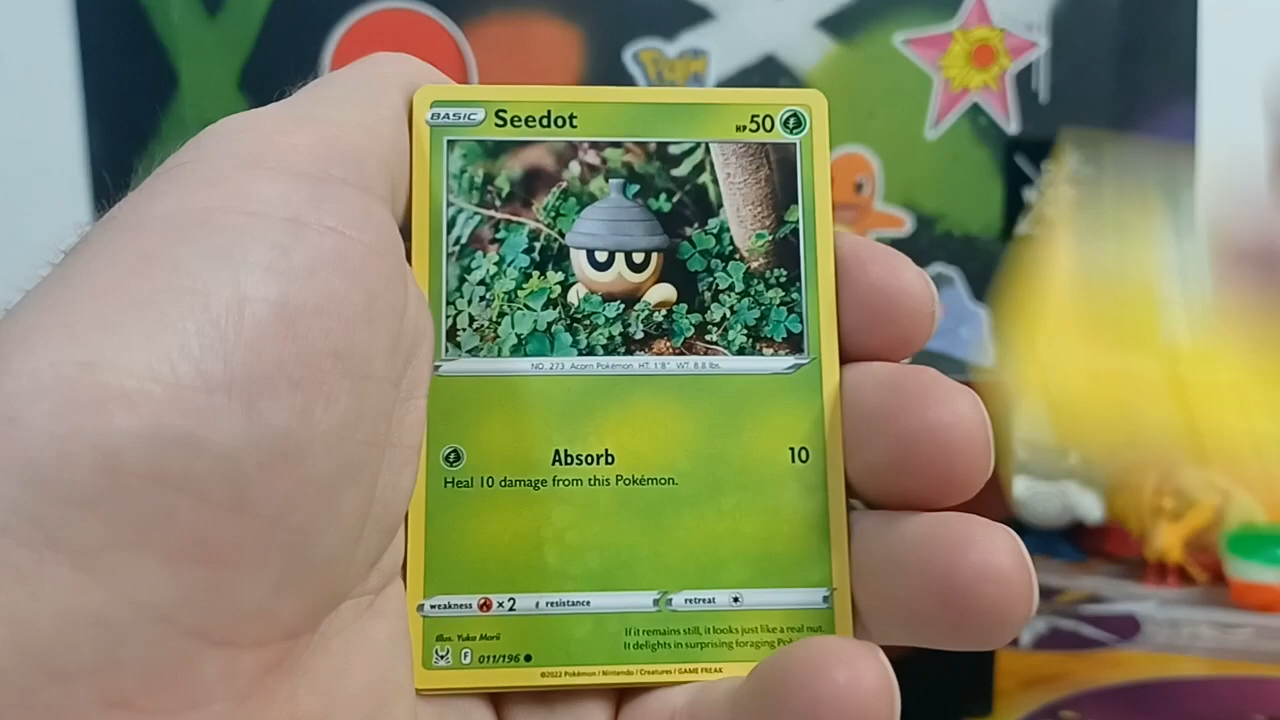 BASIC Seedot HP 50
NO. 273 Acorn Pokémon HT. 1'8" WT. 8.8 lbs.
Absorb 10
Heal 10 damage from this Pokémon.
weakness ×2 resistance retreat
Illus. Yuka Morii
If it remains still, it looks just like a real nut.
It delights in surprising foraging
F 011/196
©2022 Pokémon / Nintendo / Creatures / GAME FREAK